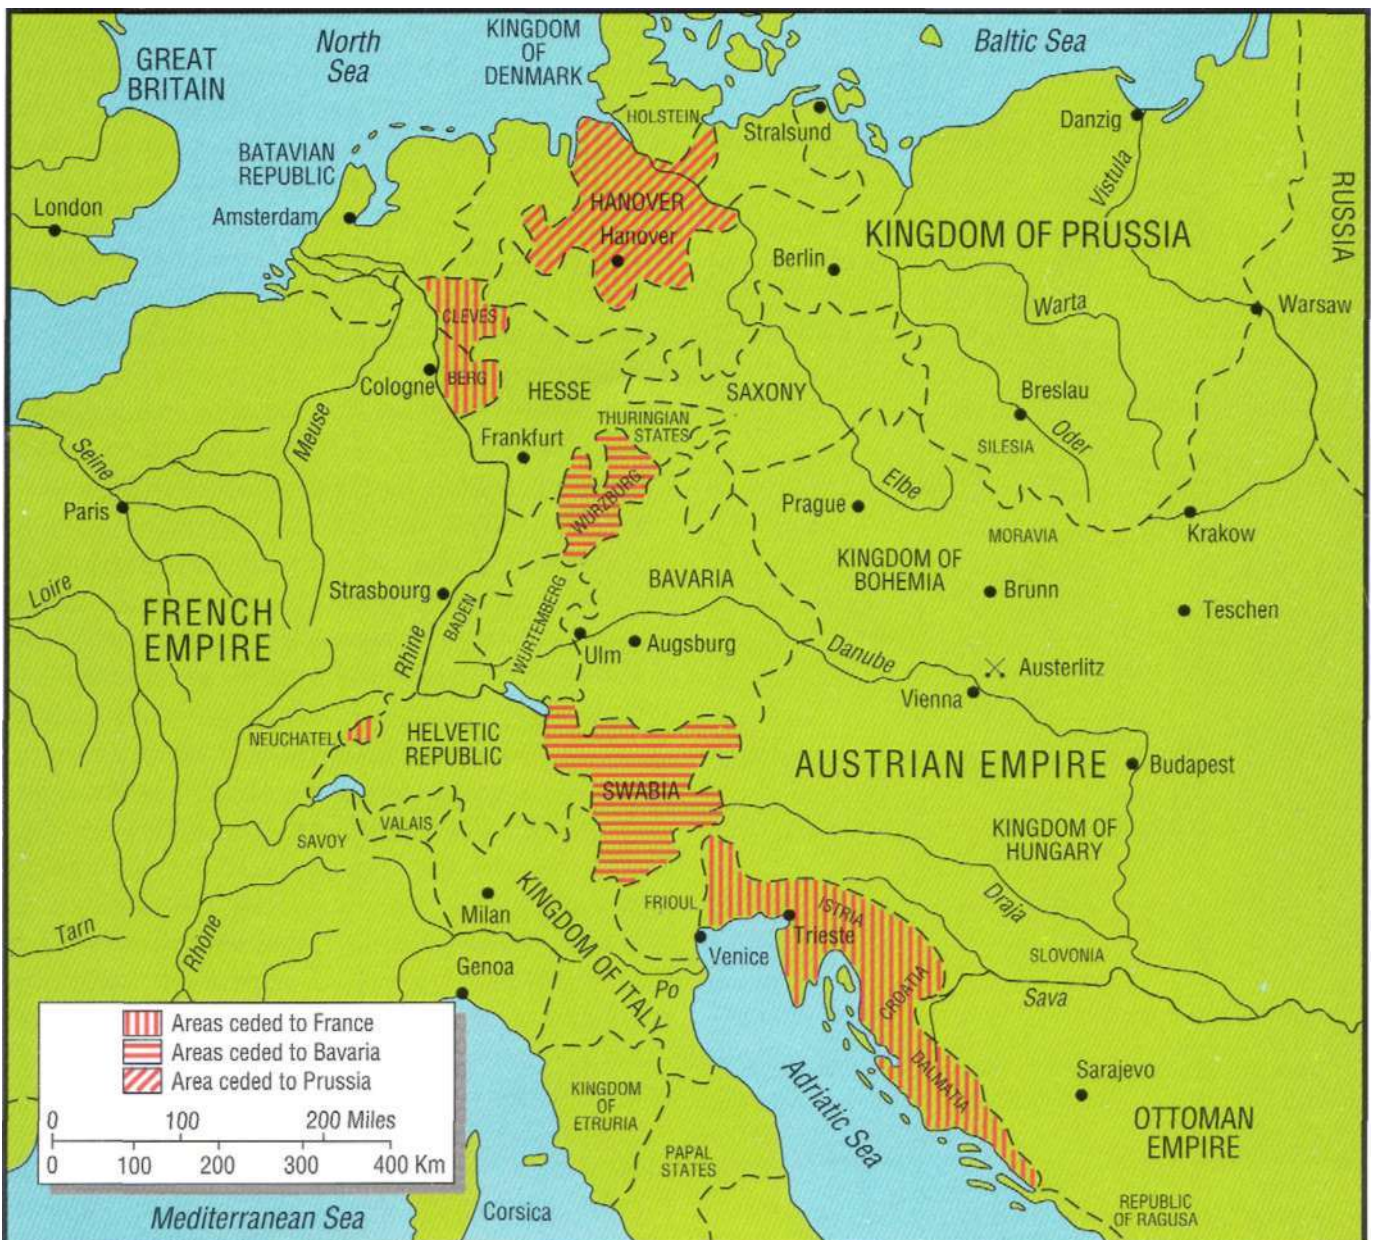 GREAT
BRITAIN
North
Sea
KINGDOM
OF
DENMARK
Baltic Sea
HOLSTEIN
Stralsund
Danzig
Vistula
RUSSIA
BATAVIAN
REPUBLIC
London
Amsterdam
HANOVER
Hanover
KINGDOM OF PRUSSIA
Berlin
Warta
Warsaw
CLEVES
Cologne
BERG
HESSE
SAXONY
Breslau
Oder
SILESIA
THURINGIAN
STATES
Meuse
Frankfurt
Seine
Paris
WURZBURG
Elbe
Prague
Krakow
MORAVIA
KINGDOM OF
BOHEMIA
Brunn
Teschen
BAVARIA
Loire
FRENCH
EMPIRE
Strasbourg
Rhine
BADEN
WURTEMBERG
Ulm
Augsburg
Danube
Austerlitz
Vienna
NEUCHATEL
HELVETIC
REPUBLIC
AUSTRIAN EMPIRE
Budapest
SWABIA
SAVOY
VALAIS
KINGDOM OF
HUNGARY
Draja
Milan
KINGDOM OF ITALY
FRIOUL
ISTRIA
Trieste
Venice
Tarn
Rhône
Genoa
Po
CROATIA
SLOVONIA
Sava
DALMATIA
Sarajevo
Adriatic Sea
OTTOMAN
EMPIRE
KINGDOM
OF
ETRURIA
PAPAL
STATES
REPUBLIC
OF RAGUSA
Corsica
Mediterranean Sea
Areas ceded to France
Areas ceded to Bavaria
Area ceded to Prussia
0 100 200 Miles
0 100 200 300 400 Km